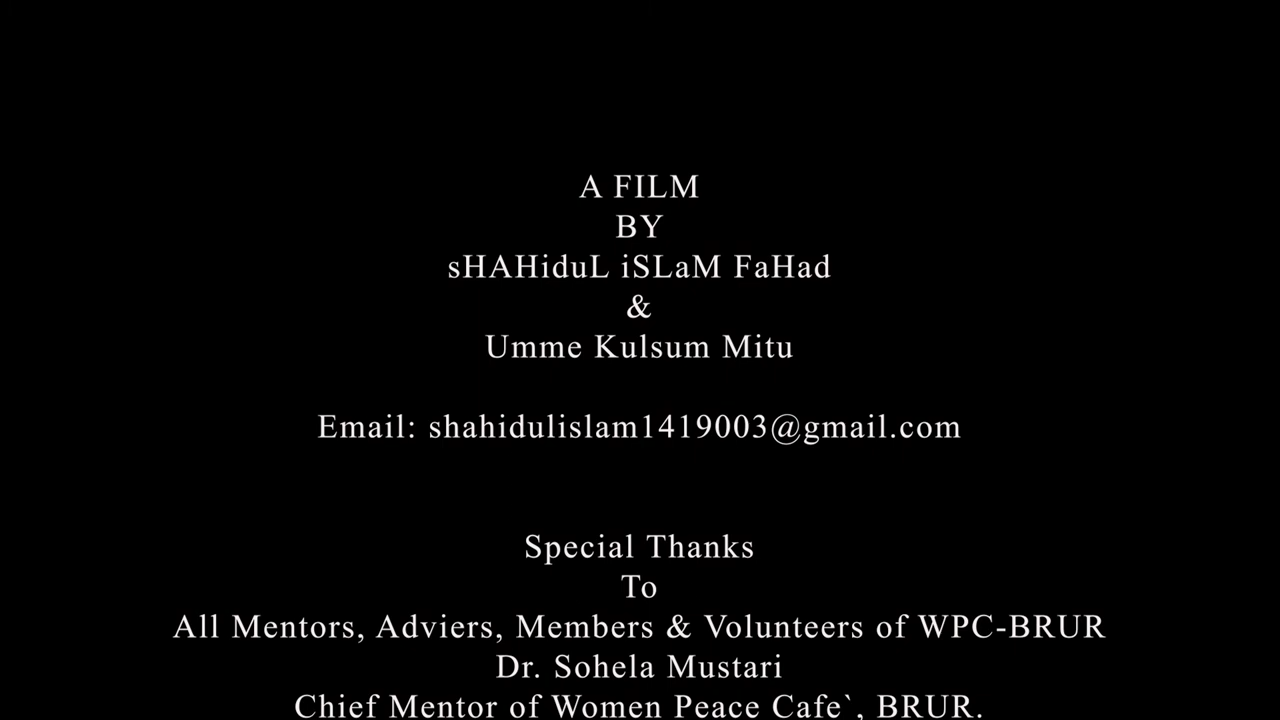 A FILM
BY
sHAHiduL iSLaM FaHad
&
Umme Kulsum Mitu
Email: shahidulislam1419003@gmail.com
Special Thanks
To
All Mentors, Adviers, Members & Volunteers of WPC-BRUR
Dr. Sohela Mustari
Chief Mentor of Women Peace Cafe`, BRUR.